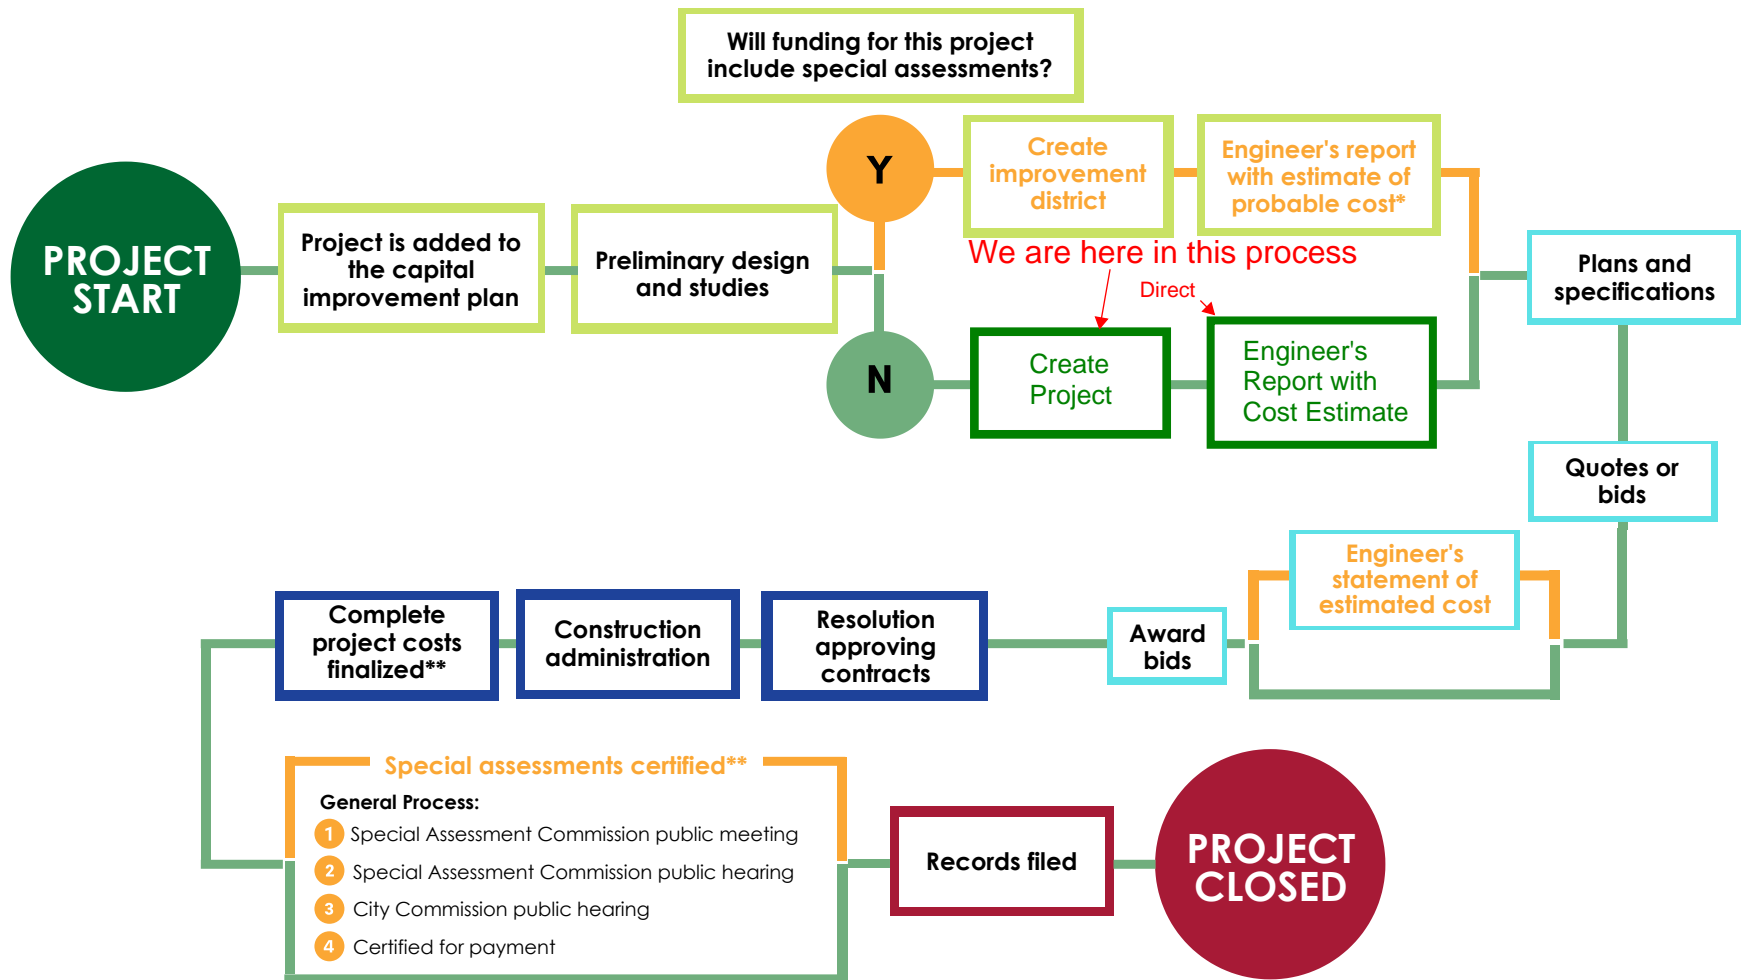 Will funding for this project
include special assessments?
Y
Create
improvement
district
Engineer's report
with estimate of
probable cost*
PROJECT
START
Project is added to
the capital
improvement plan
Preliminary design
and studies
We are here in this process
Direct
Plans and
specifications
N
Create
Project
Engineer's
Report with
Cost Estimate
Quotes or
bids
Engineer's
statement of
estimated cost
Award
bids
Resolution
approving
contracts
Construction
administration
Complete
project costs
finalized**
Special assessments certified**
General Process:
1 Special Assessment Commission public meeting
2 Special Assessment Commission public hearing
3 City Commission public hearing
4 Certified for payment
Records filed
PROJECT
CLOSED